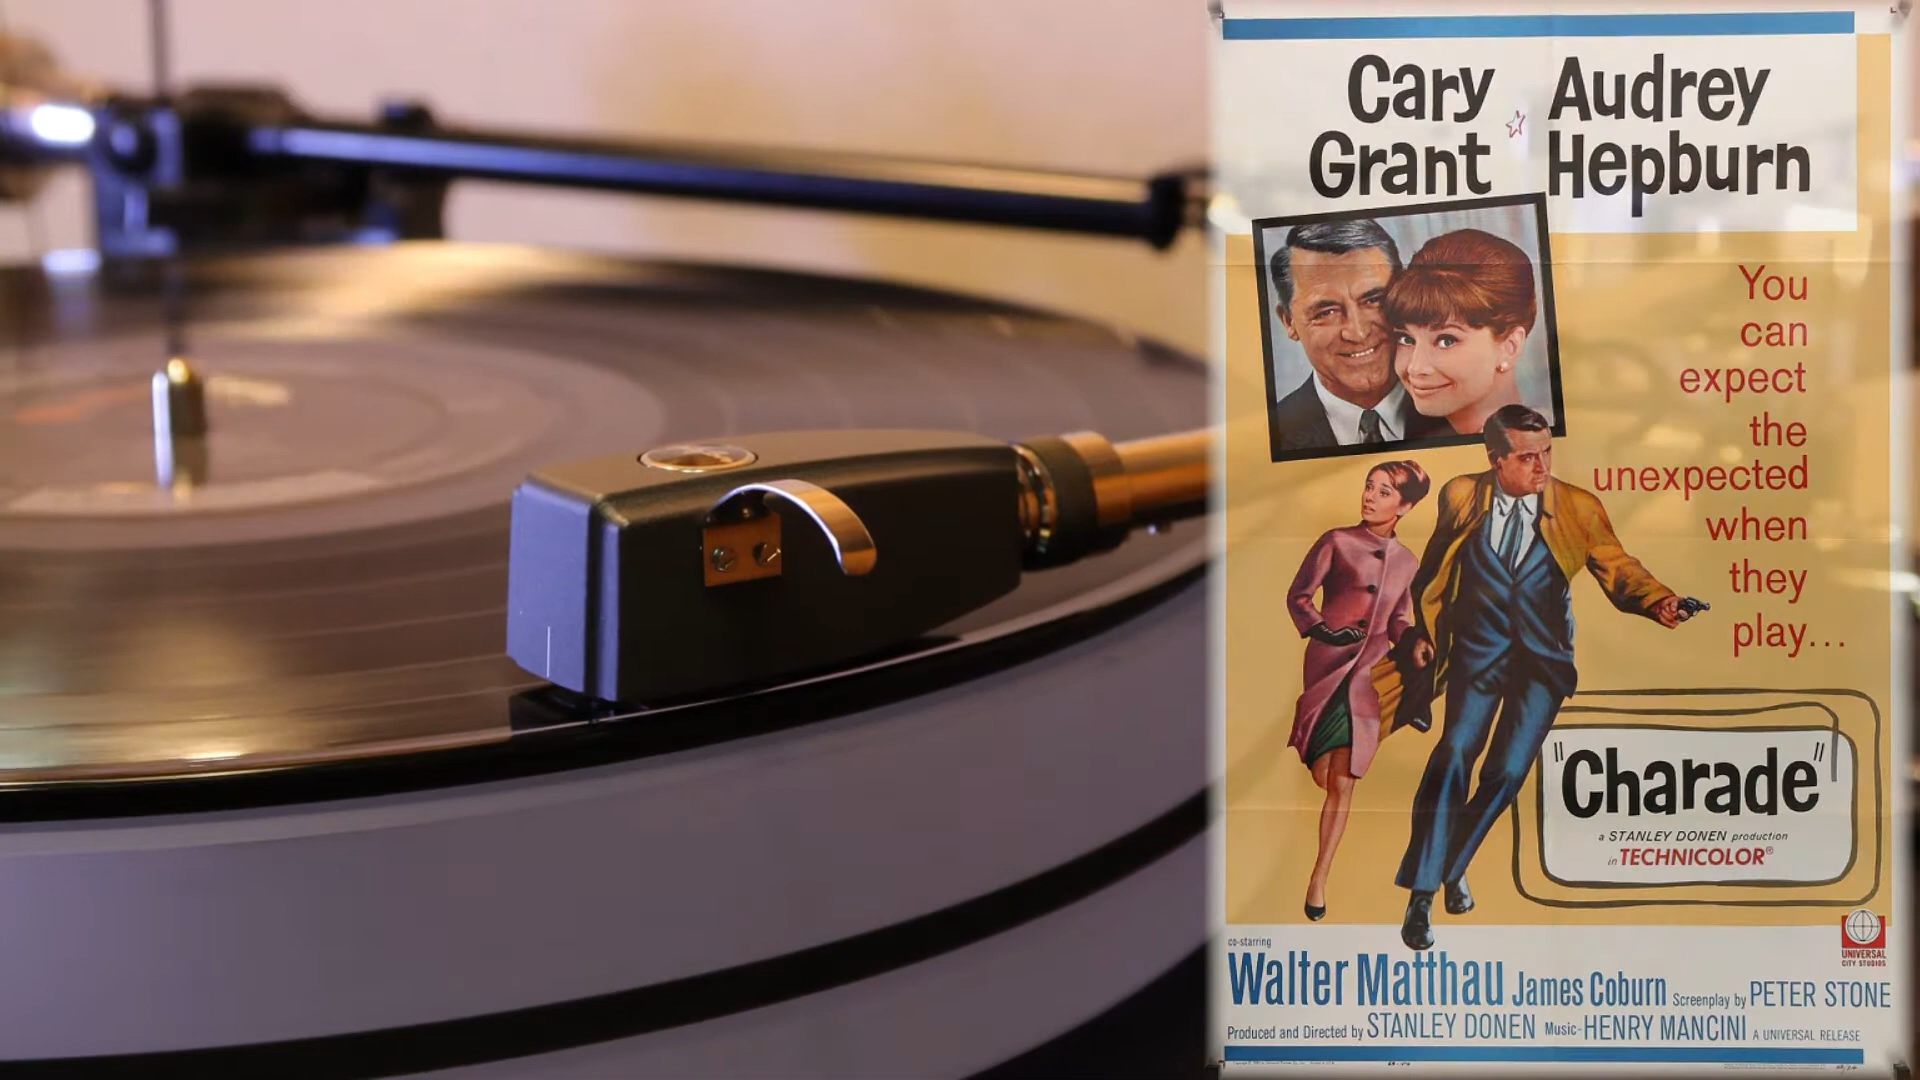 Cary Audrey
Grant Hepburn
You
can
expect
the
unexpected
when
they
play...
"Charade"
a STANLEY DONEN production
in TECHNICOLOR®
UNIVERSAL
CITY STUDIOS
co-starring
Walter Matthau James Coburn Screenplay by PETER STONE
Produced and Directed by STANLEY DONEN Music-HENRY MANCINI A UNIVERSAL RELEASE